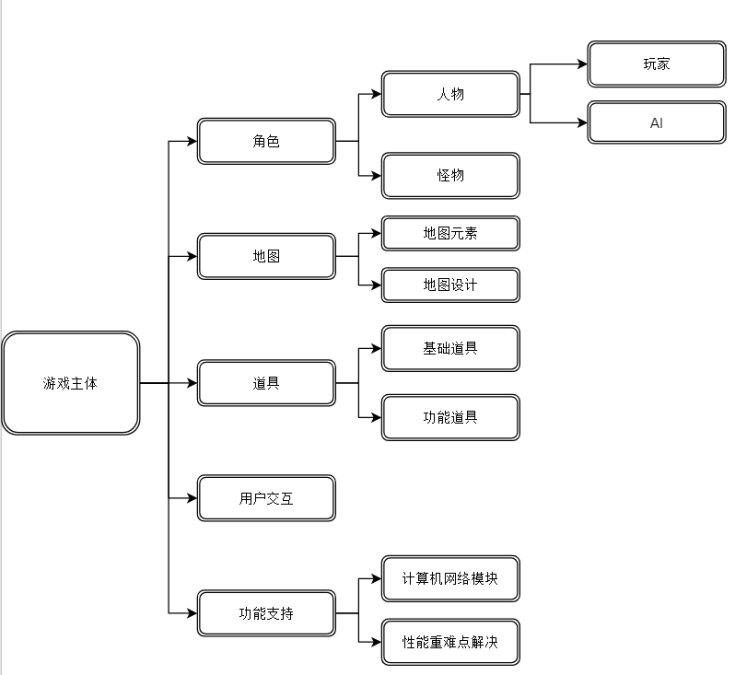 玩家
人物
AI
角色
怪物
地图元素
地图
地图设计
基础道具
游戏主体
道具
功能道具
用户交互
计算机网络模块
功能支持
性能重难点解决